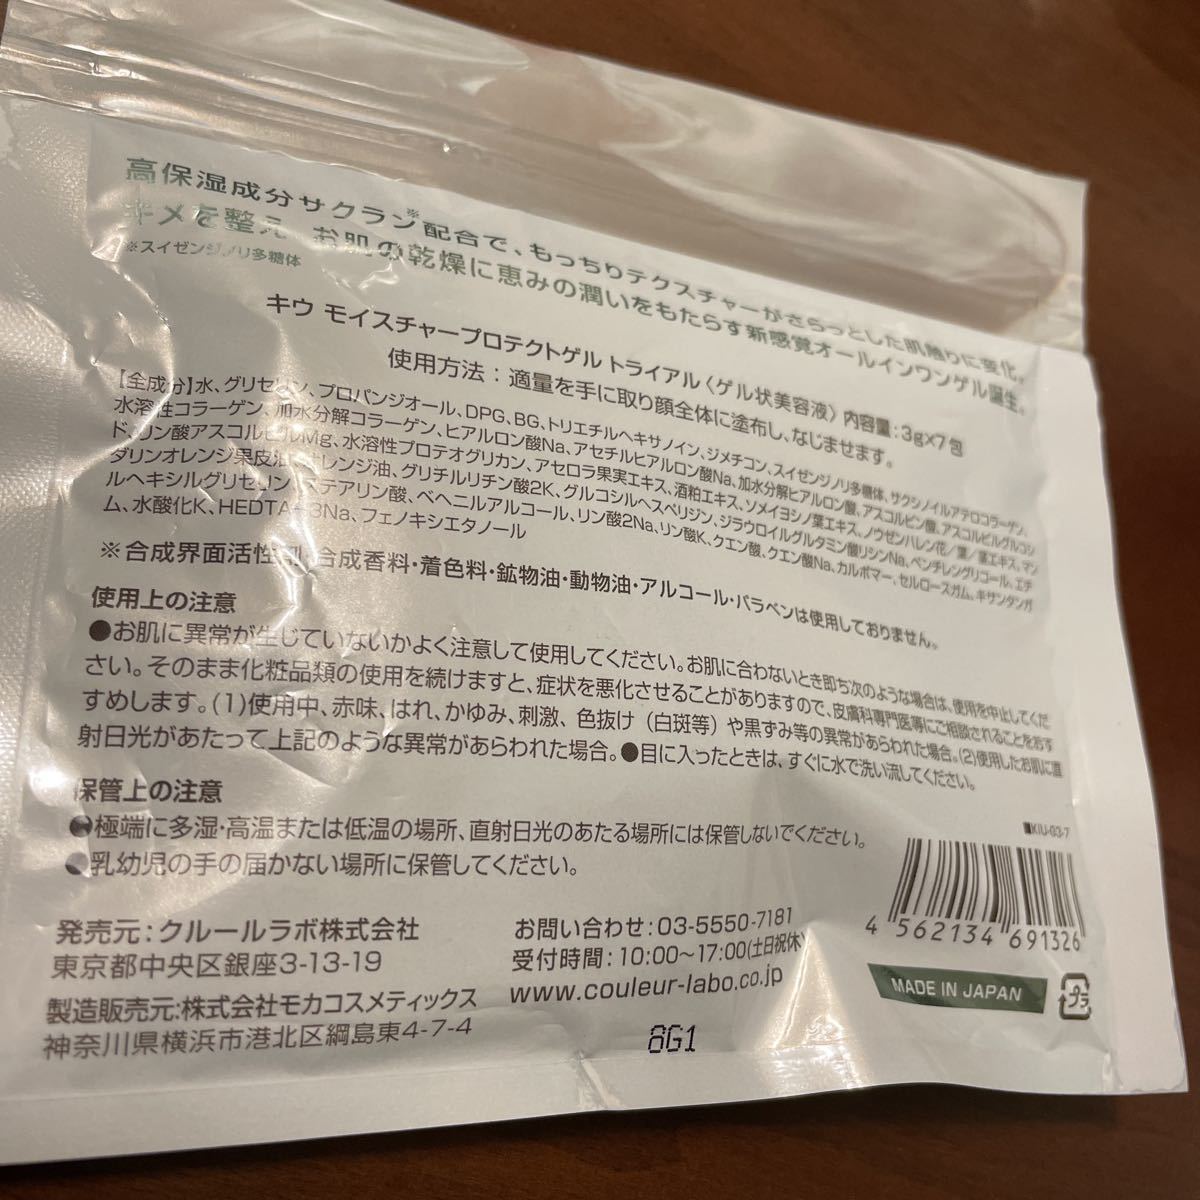 高保湿成分サクラン※配合で、もっちりテクスチャーがさらっとした肌触りに変化。
キメを整え、お肌の乾燥に恵みの潤いをもたらす新感覚オールインワンゲル誕生。
※スイゼンジノリ多糖体
キウ モイスチャープロテクトゲル トライアル〈ゲル状美容液〉内容量:3g×7包
使用方法:適量を手に取り顔全体に塗布し、なじませます。
【全成分】水、グリセリン、プロパンジオール、DPG、BG、トリエチルヘキサノイン、ジメチコン、スイゼンジノリ多糖体、サクシノイルアテロコラーゲン、
水溶性コラーゲン、加水分解コラーゲン、ヒアルロン酸Na、アセチルヒアルロン酸Na、加水分解ヒアルロン酸、アスコルビン酸、アスコルビルグルコシ
ド、リン酸アスコルビルMg、水溶性プロテオグリカン、アセロラ果実エキス、酒粕エキス、ソメイヨシノ葉エキス、ノウゼンハレン花/葉/茎エキス、マン
ダリンオレンジ果皮油、オレンジ油、グリチルリチン酸2K、グルコシルヘスペリジン、ジラウロイルグルタミン酸リシンNa、ペンチレングリコール、エチ
ルヘキシルグリセリン、ステアリン酸、ベヘニルアルコール、リン酸2Na、リン酸K、クエン酸、クエン酸Na、カルボマー、セルロースガム、キサンタンガ
ム、水酸化K、HEDTA-3Na、フェノキシエタノール
※合成界面活性剤・合成香料・着色料・鉱物油・動物油・アルコール・パラベンは使用しておりません。
使用上の注意
●お肌に異常が生じていないかよく注意して使用してください。お肌に合わないとき即ち次のような場合は、使用を中止してくだ
さい。そのまま化粧品類の使用を続けますと、症状を悪化させることがありますので、皮膚科専門医等にご相談されることをおす
すめします。(1)使用中、赤味、はれ、かゆみ、刺激、色抜け(白斑等)や黒ずみ等の異常があらわれた場合。(2)使用したお肌に直
射日光があたって上記のような異常があらわれた場合。●目に入ったときは、すぐに水で洗い流してください。
保管上の注意
●極端に多湿・高温または低温の場所、直射日光のあたる場所には保管しないでください。
●乳幼児の手の届かない場所に保管してください。
■KIU-03-7
発売元:クルールラボ株式会社
東京都中央区銀座3-13-19
製造販売元:株式会社モカコスメティックス
神奈川県横浜市港北区綱島東4-7-4
お問い合わせ:03-5550-7181
受付時間:10:00〜17:00(土日祝休)
www.couleur-labo.co.jp
4 562134 691326
MADE IN JAPAN
プラ
8G1